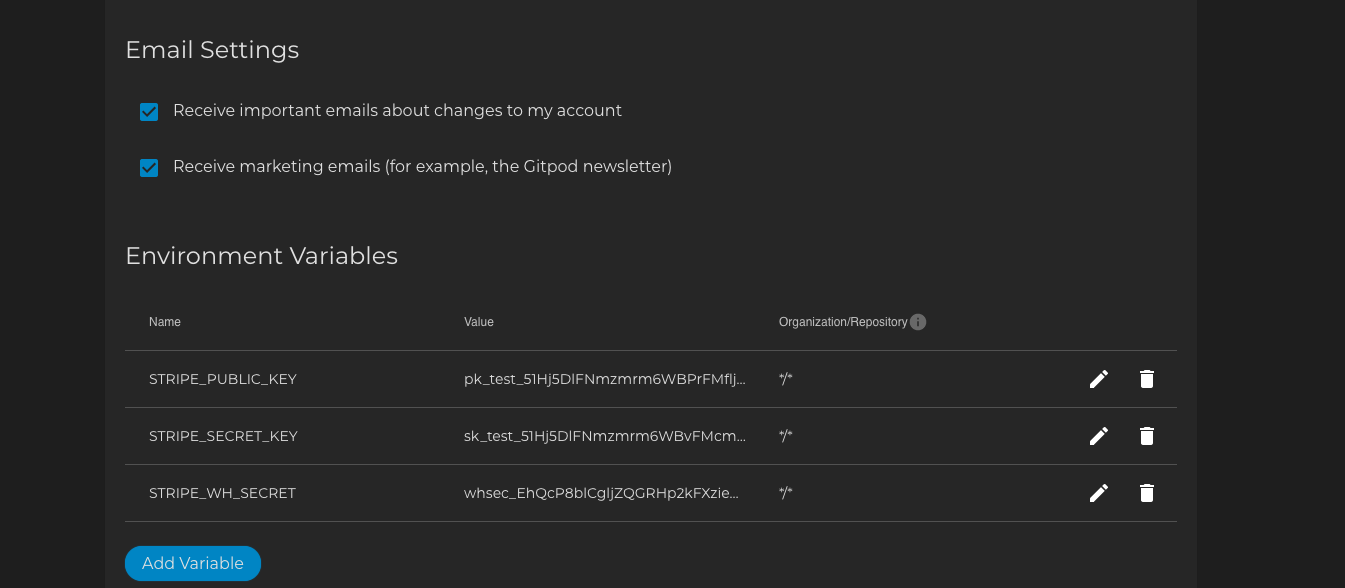 Email Settings
Receive important emails about changes to my account
Receive marketing emails (for example, the Gitpod newsletter)
Environment Variables
Name Value Organization/Repository
STRIPE_PUBLIC_KEY pk_test_51Hj5DlFNmzmrm6WBPrFMflj... */*
STRIPE_SECRET_KEY sk_test_51Hj5DlFNmzmrm6WBvFMcm... */*
STRIPE_WH_SECRET whsec_EhQcP8blCgljZQGRHp2kFXzie... */*
Add Variable